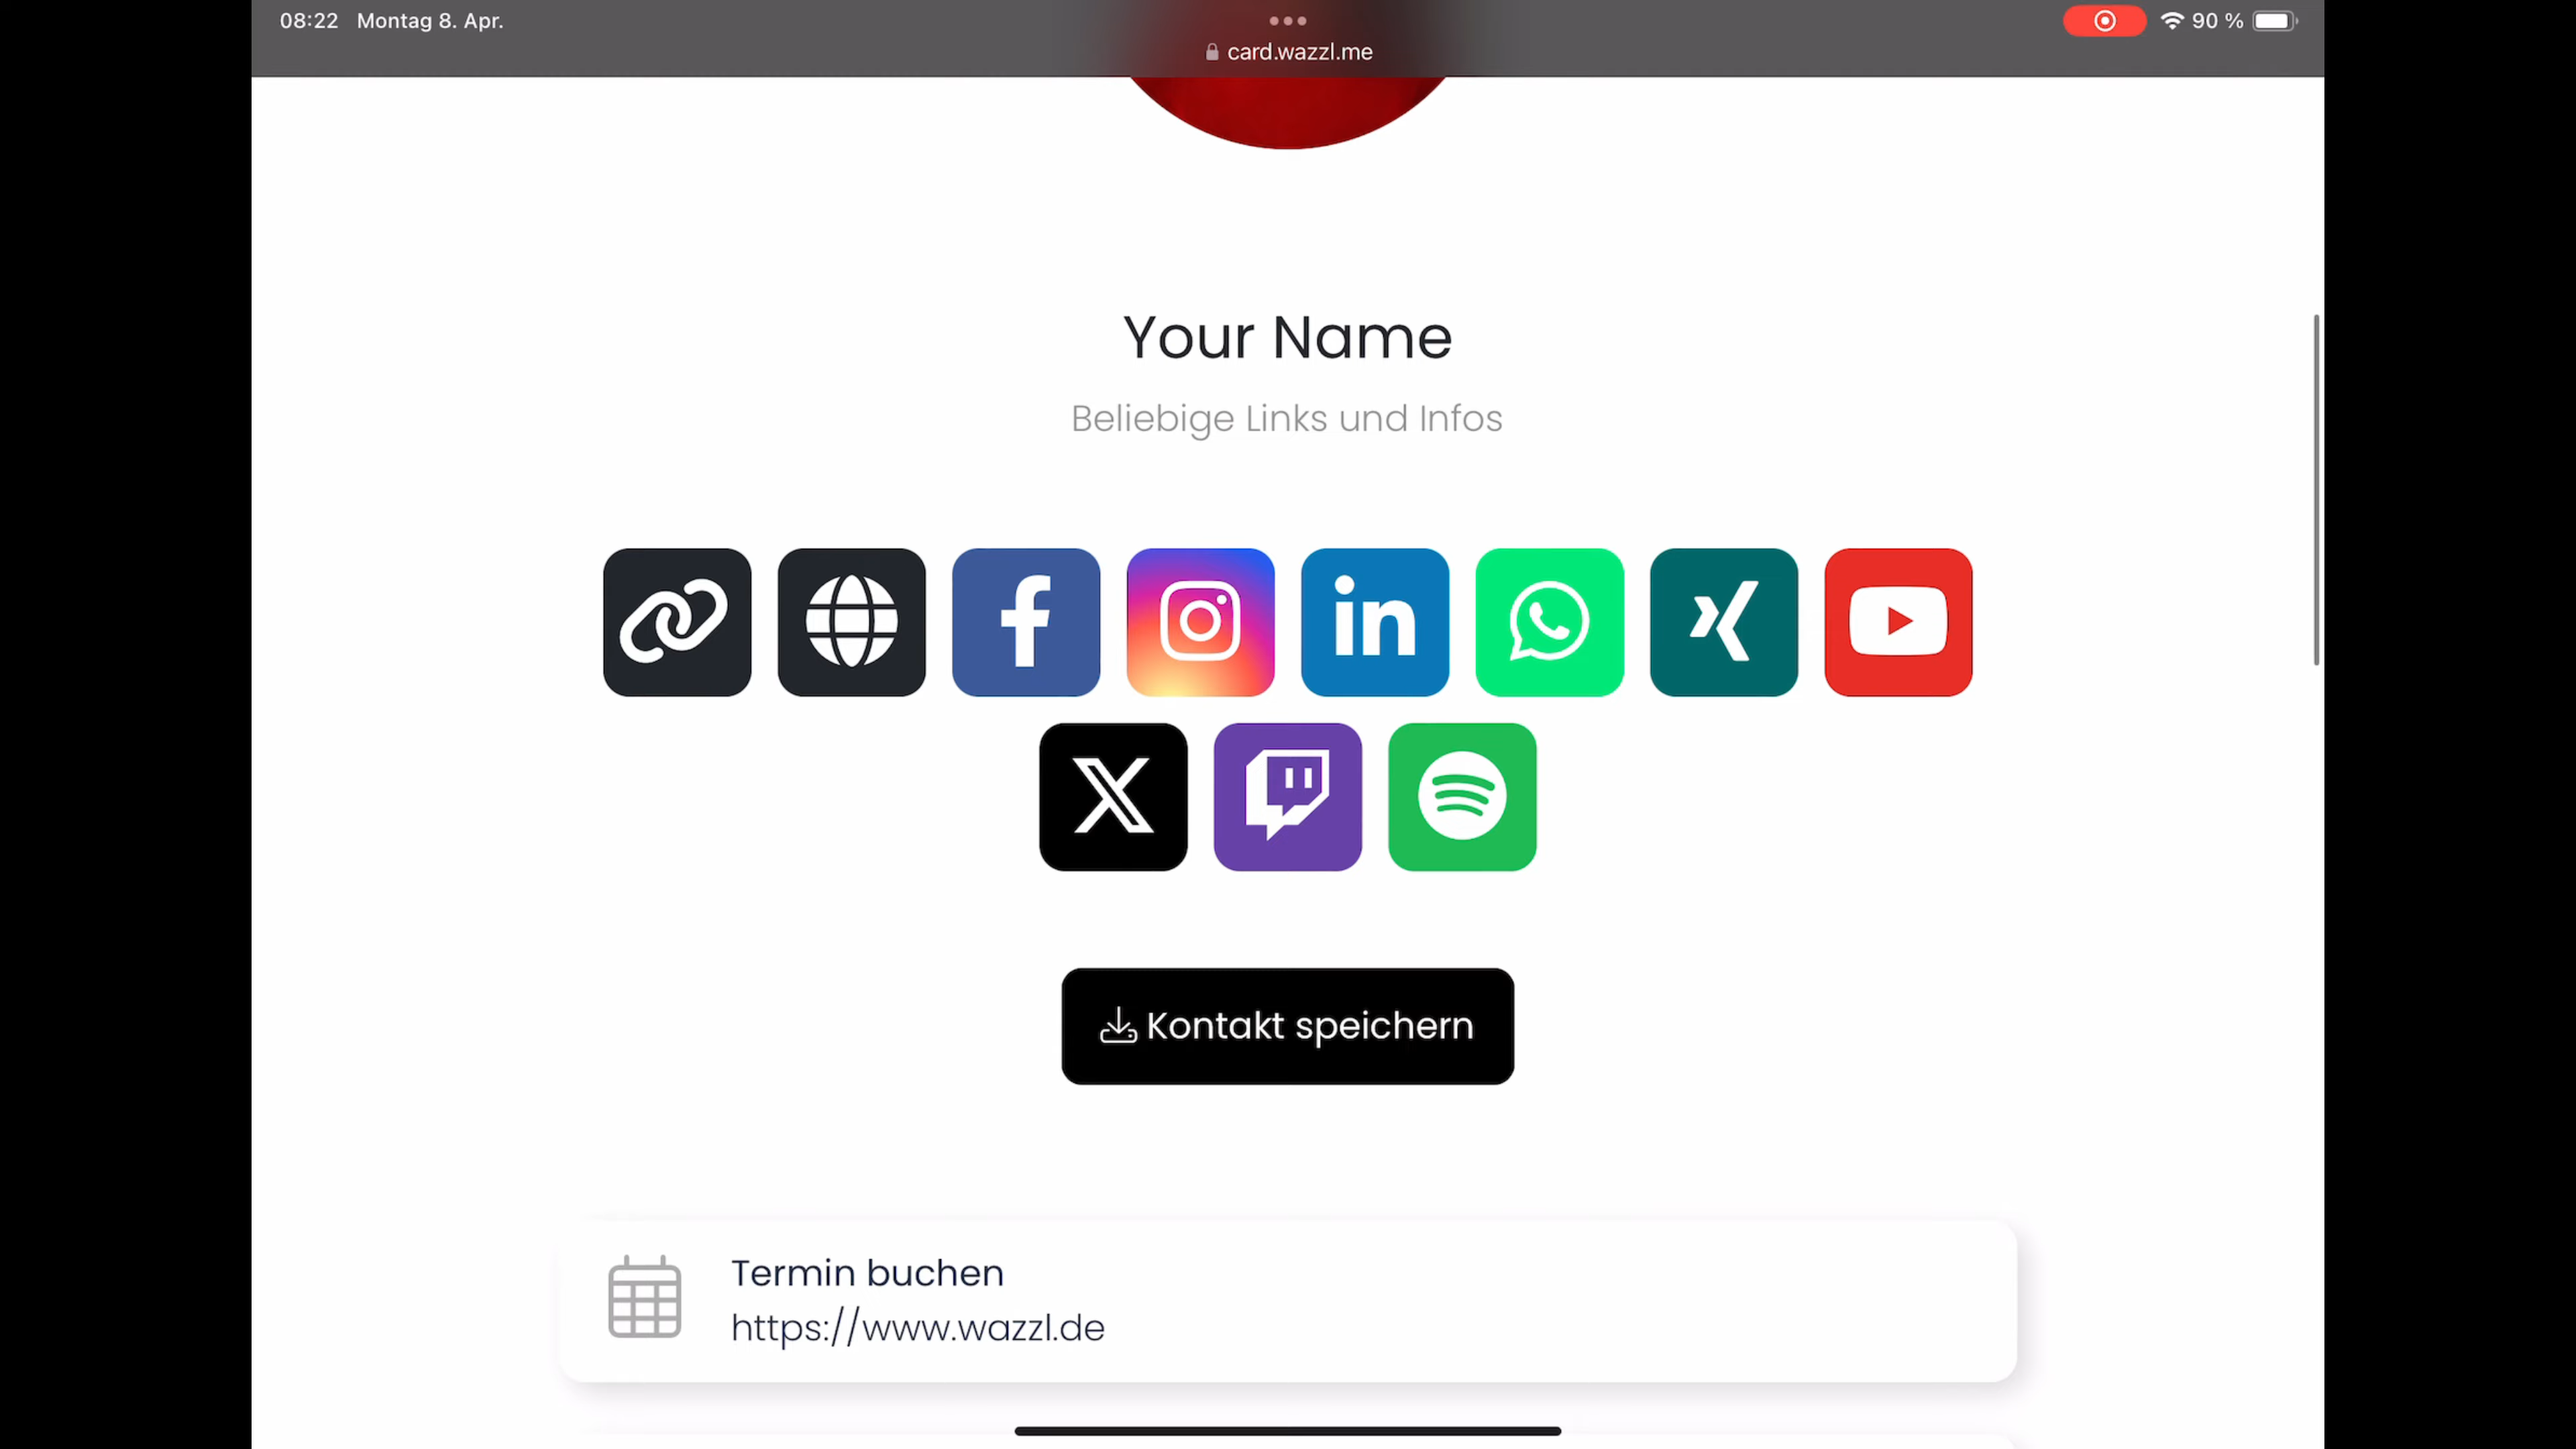 08:22 Montag 8. Apr.
90 %
card.wazzl.me
Your Name
Beliebige Links und Infos
Kontakt speichern
Termin buchen
https://www.wazzl.de